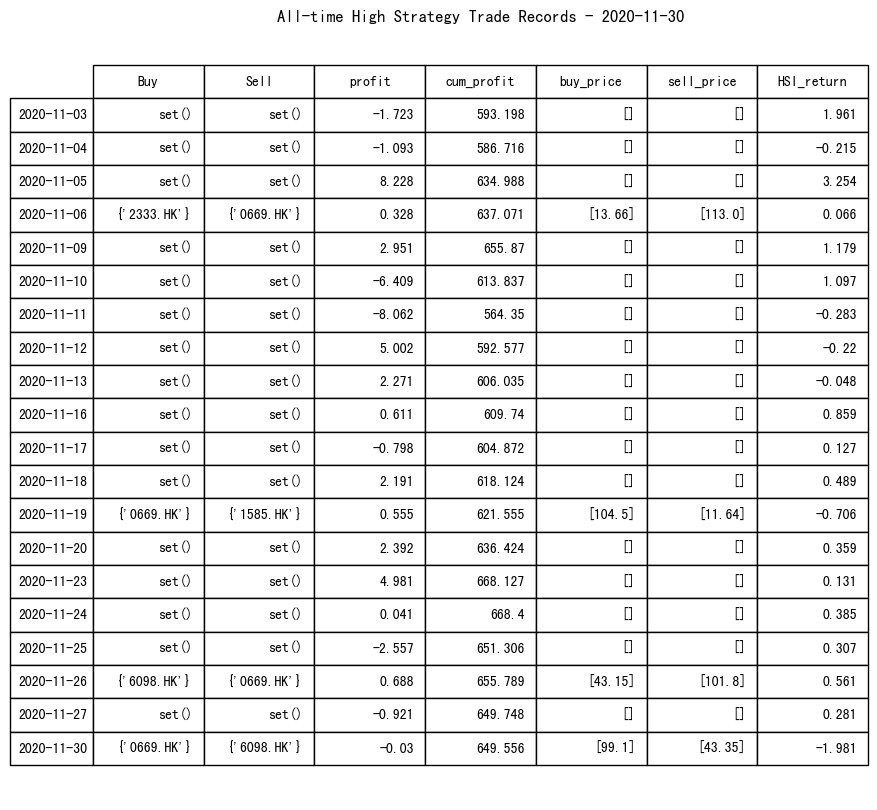 All-time High Strategy Trade Records - 2020-11-30
Buy Sell profit cum_profit buy_price sell_price HSI_return
2020-11-03 set() set() -1.723 593.198 [] [] 1.961
2020-11-04 set() set() -1.093 586.716 [] [] -0.215
2020-11-05 set() set() 8.228 634.988 [] [] 3.254
2020-11-06 {'2333.HK'} {'0669.HK'} 0.328 637.071 [13.66] [113.0] 0.066
2020-11-09 set() set() 2.951 655.87 [] [] 1.179
2020-11-10 set() set() -6.409 613.837 [] [] 1.097
2020-11-11 set() set() -8.062 564.35 [] [] -0.283
2020-11-12 set() set() 5.002 592.577 [] [] -0.22
2020-11-13 set() set() 2.271 606.035 [] [] -0.048
2020-11-16 set() set() 0.611 609.74 [] [] 0.859
2020-11-17 set() set() -0.798 604.872 [] [] 0.127
2020-11-18 set() set() 2.191 618.124 [] [] 0.489
2020-11-19 {'0669.HK'} {'1585.HK'} 0.555 621.555 [104.5] [11.64] -0.706
2020-11-20 set() set() 2.392 636.424 [] [] 0.359
2020-11-23 set() set() 4.981 668.127 [] [] 0.131
2020-11-24 set() set() 0.041 668.4 [] [] 0.385
2020-11-25 set() set() -2.557 651.306 [] [] 0.307
2020-11-26 {'6098.HK'} {'0669.HK'} 0.688 655.789 [43.15] [101.8] 0.561
2020-11-27 set() set() -0.921 649.748 [] [] 0.281
2020-11-30 {'0669.HK'} {'6098.HK'} -0.03 649.556 [99.1] [43.35] -1.981